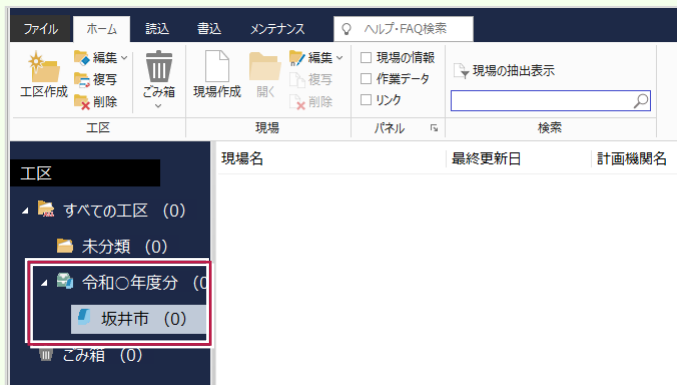 ファイル ホーム 読込 書込 メンテナンス ヘルプ・FAQ検索
工区作成 編集 複写 削除 ごみ箱
工区
現場作成 開く 編集 複写 削除
現場
現場の情報
作業データ
リンク
パネル
現場の抽出表示
検索
工区
すべての工区 (0)
未分類 (0)
令和○年度分 (0
坂井市 (0)
ごみ箱 (0)
現場名 最終更新日 計画機関名